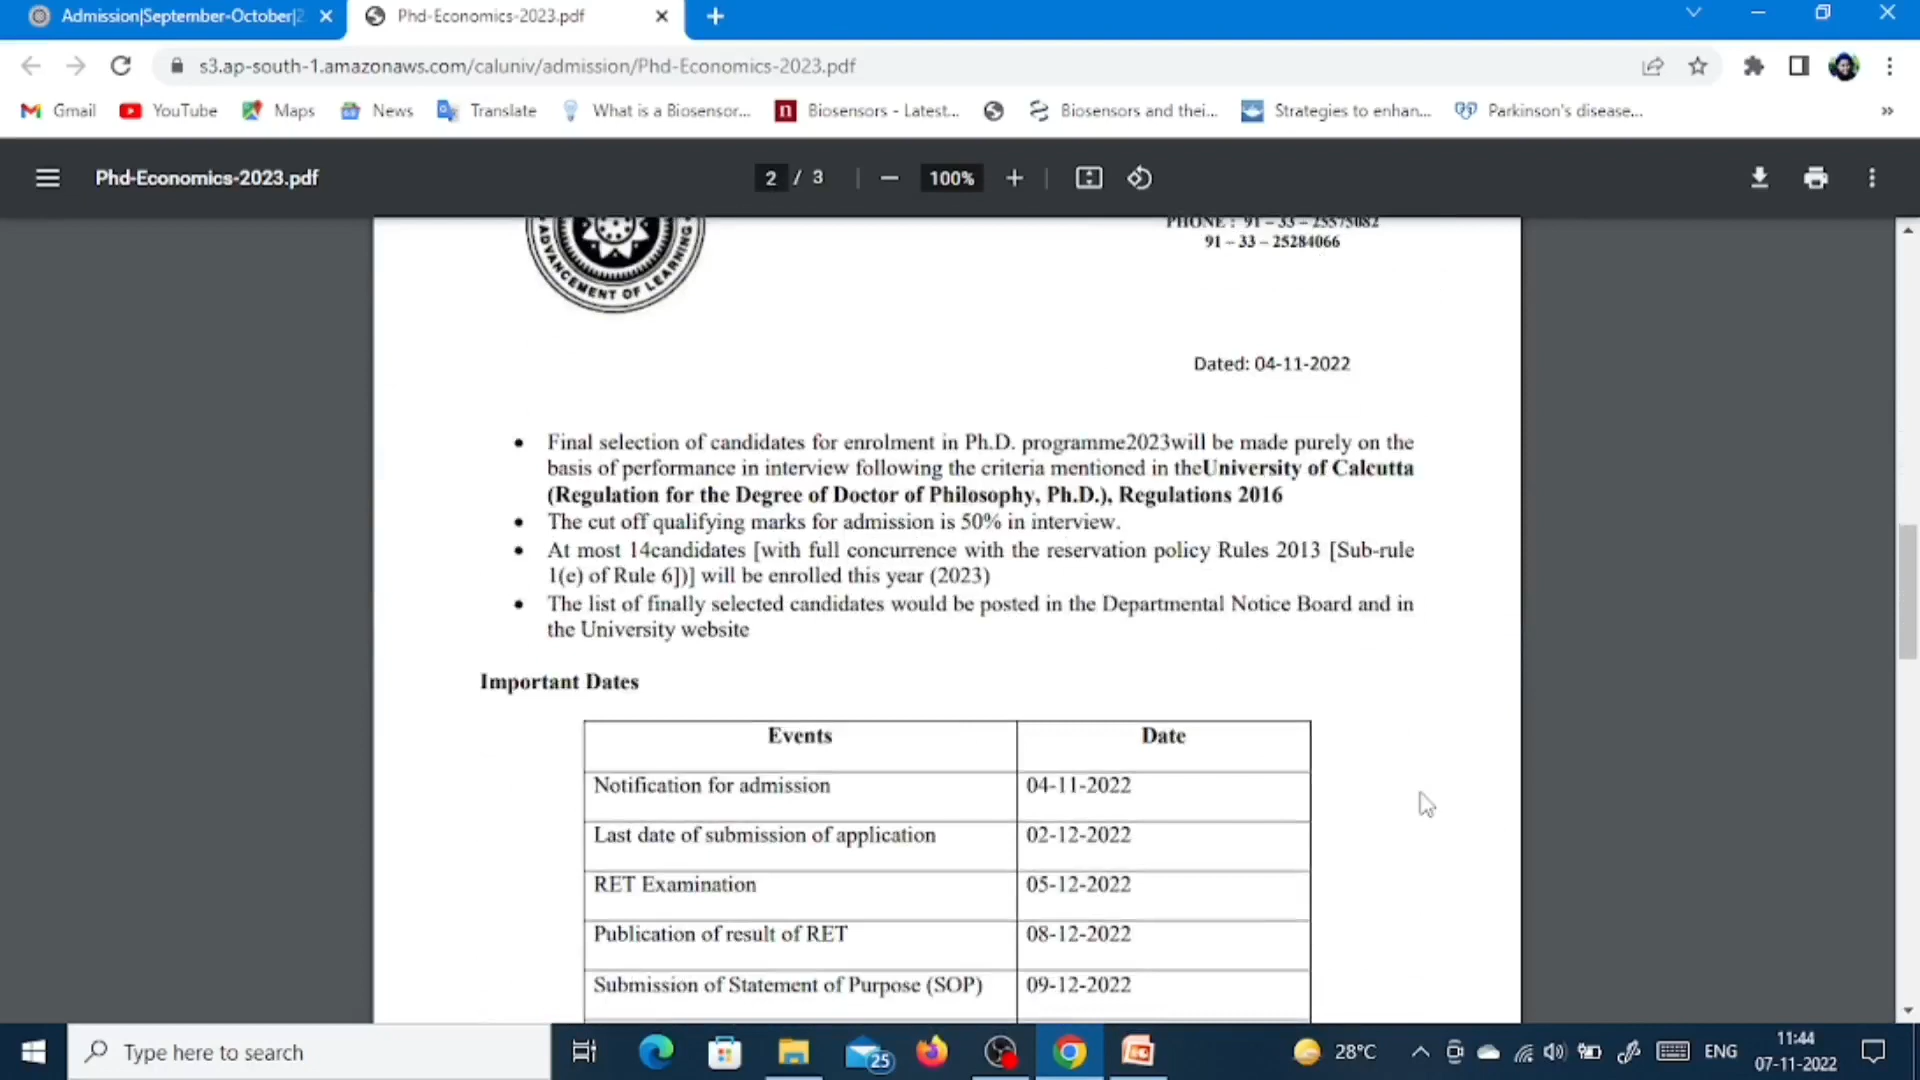 Admission|September-October|2
Phd-Economics-2023.pdf
s3.ap-south-1.amazonaws.com/caluniv/admission/Phd-Economics-2023.pdf
Gmail
YouTube
Maps
News
Translate
What is a Biosensor...
n
Biosensors - Latest...
Biosensors and thei...
Strategies to enhan...
Parkinson's disease...
»
Phd-Economics-2023.pdf
2 / 3
100%
ADVANCEMENT OF LEARNING
PHONE : 91 – 33 – 25575082
91 – 33 – 25284066
Dated: 04-11-2022
• Final selection of candidates for enrolment in Ph.D. programme2023will be made purely on the
basis of performance in interview following the criteria mentioned in theUniversity of Calcutta
(Regulation for the Degree of Doctor of Philosophy, Ph.D.), Regulations 2016
• The cut off qualifying marks for admission is 50% in interview.
• At most 14candidates [with full concurrence with the reservation policy Rules 2013 [Sub-rule
1(e) of Rule 6])] will be enrolled this year (2023)
• The list of finally selected candidates would be posted in the Departmental Notice Board and in
the University website
Important Dates
Events Date
Notification for admission 04-11-2022
Last date of submission of application 02-12-2022
RET Examination 05-12-2022
Publication of result of RET 08-12-2022
Submission of Statement of Purpose (SOP) 09-12-2022
Type here to search
25
28°C
ENG
11:44
07-11-2022